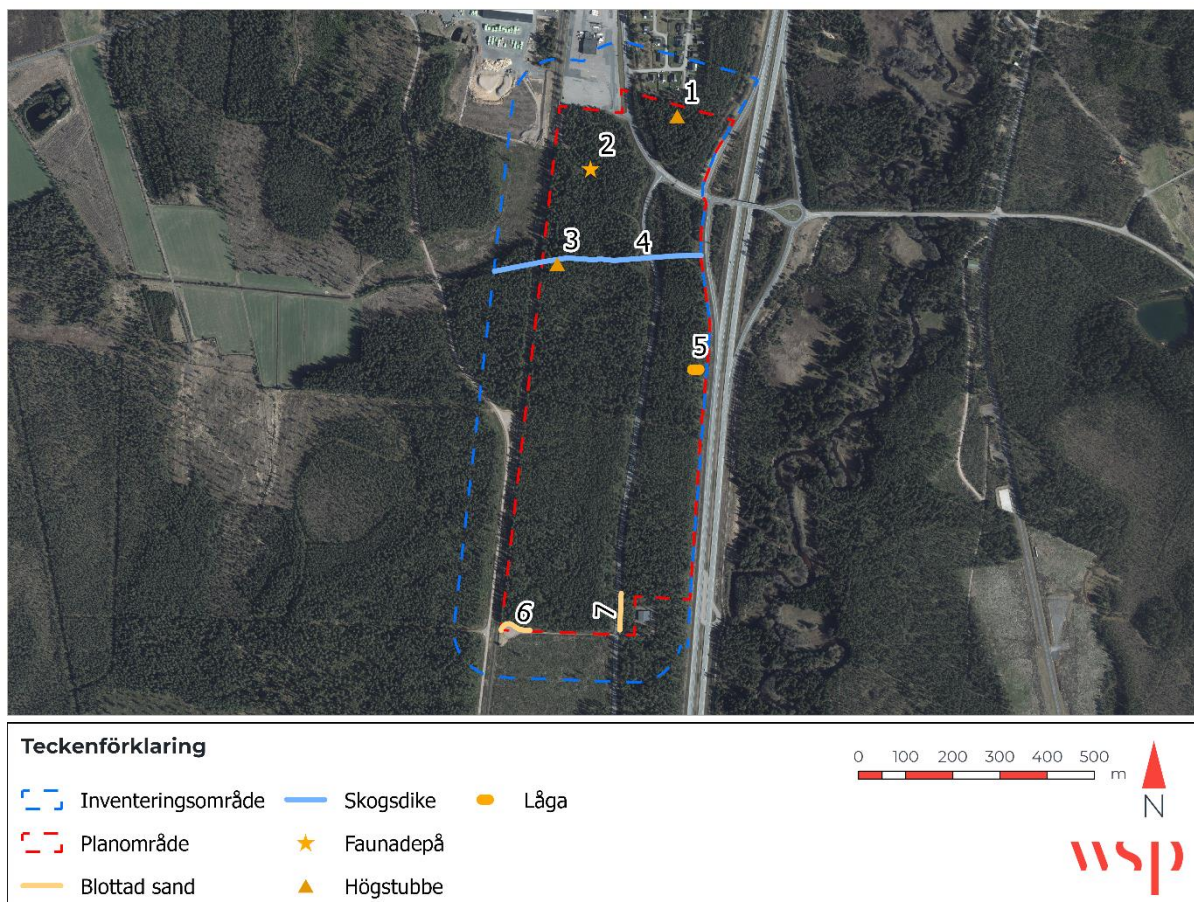 1
2
3
4
5
6
7
Teckenförklaring
Inventeringsområde
Skogsdike
Låga
Planområde
Faunadepå
Blottad sand
Högstubbe
0 100 200 300 400 500 m
N
wsp